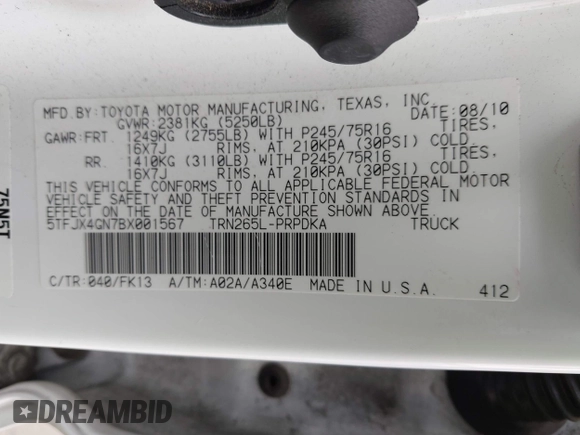 MFD.BY:TOYOTA MOTOR MANUFACTURING, TEXAS, INC.
GVWR:2381KG (5250LB) DATE:08/10
GAWR:FRT. 1249KG (2755LB) WITH P245/75R16 TIRES,
16X7J RIMS, AT 210KPA (30PSI) COLD.
RR. 1410KG (3110LB) WITH P245/75R16 TIRES,
16X7J RIMS, AT 210KPA (30PSI) COLD.
THIS VEHICLE CONFORMS TO ALL APPLICABLE FEDERAL MOTOR
VEHICLE SAFETY AND THEFT PREVENTION STANDARDS
IN EFFECT ON THE DATE OF MANUFACTURE SHOWN ABOVE.
5TFJX4GN7BX001567 TRN265L-PRPDKA TRUCK
C/TR:040/FK13 A/TM:A02A/A340E MADE IN U.S.A. 412
75N5T
DREAMBID